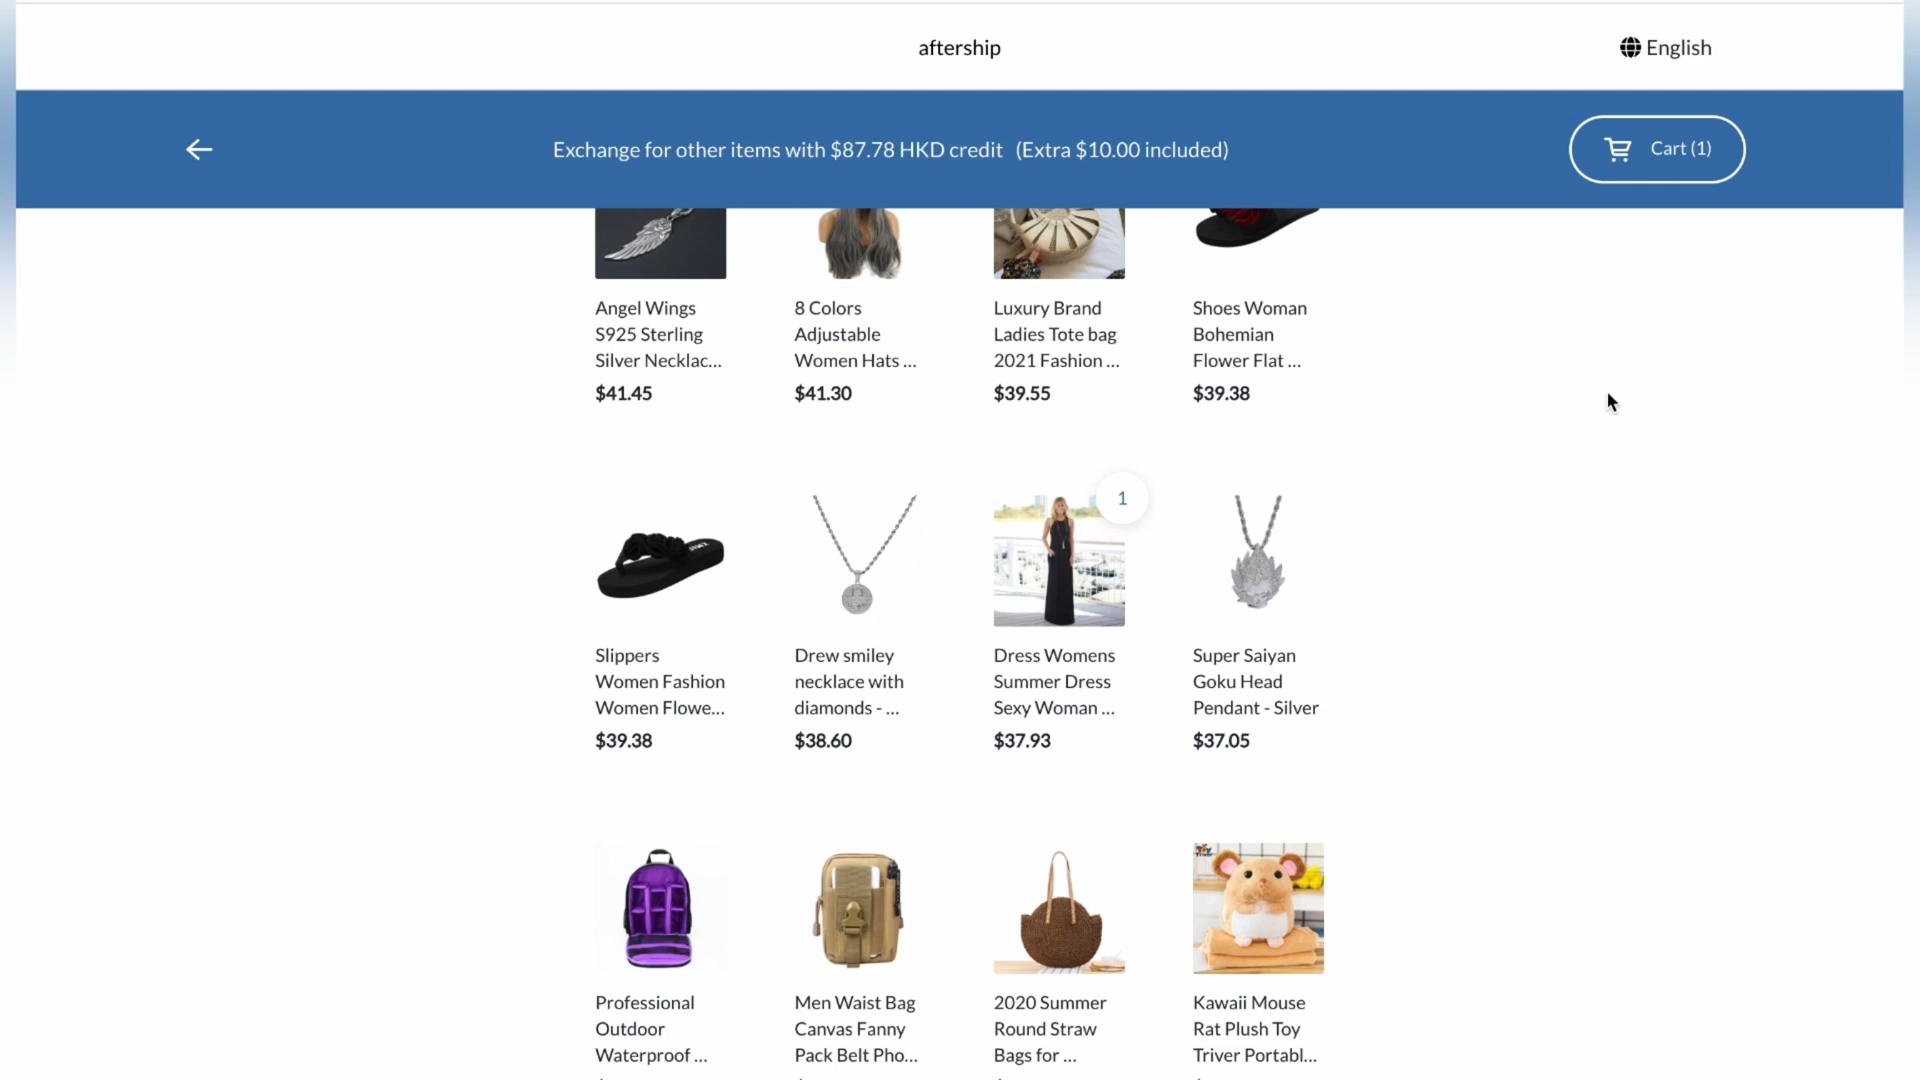 aftership
English
Exchange for other items with $87.78 HKD credit (Extra $10.00 included)
Cart (1)
Angel Wings
S925 Sterling
Silver Necklac...
$41.45
8 Colors
Adjustable
Women Hats ...
$41.30
Luxury Brand
Ladies Tote bag
2021 Fashion ...
$39.55
Shoes Woman
Bohemian
Flower Flat ...
$39.38
Slippers
Women Fashion
Women Flowe...
$39.38
Drew smiley
necklace with
diamonds - ...
$38.60
1
Dress Womens
Summer Dress
Sexy Woman ...
$37.93
Super Saiyan
Goku Head
Pendant - Silver
$37.05
Professional
Outdoor
Waterproof ...
Men Waist Bag
Canvas Fanny
Pack Belt Pho...
2020 Summer
Round Straw
Bags for ...
Kawaii Mouse
Rat Plush Toy
Triver Portabl...